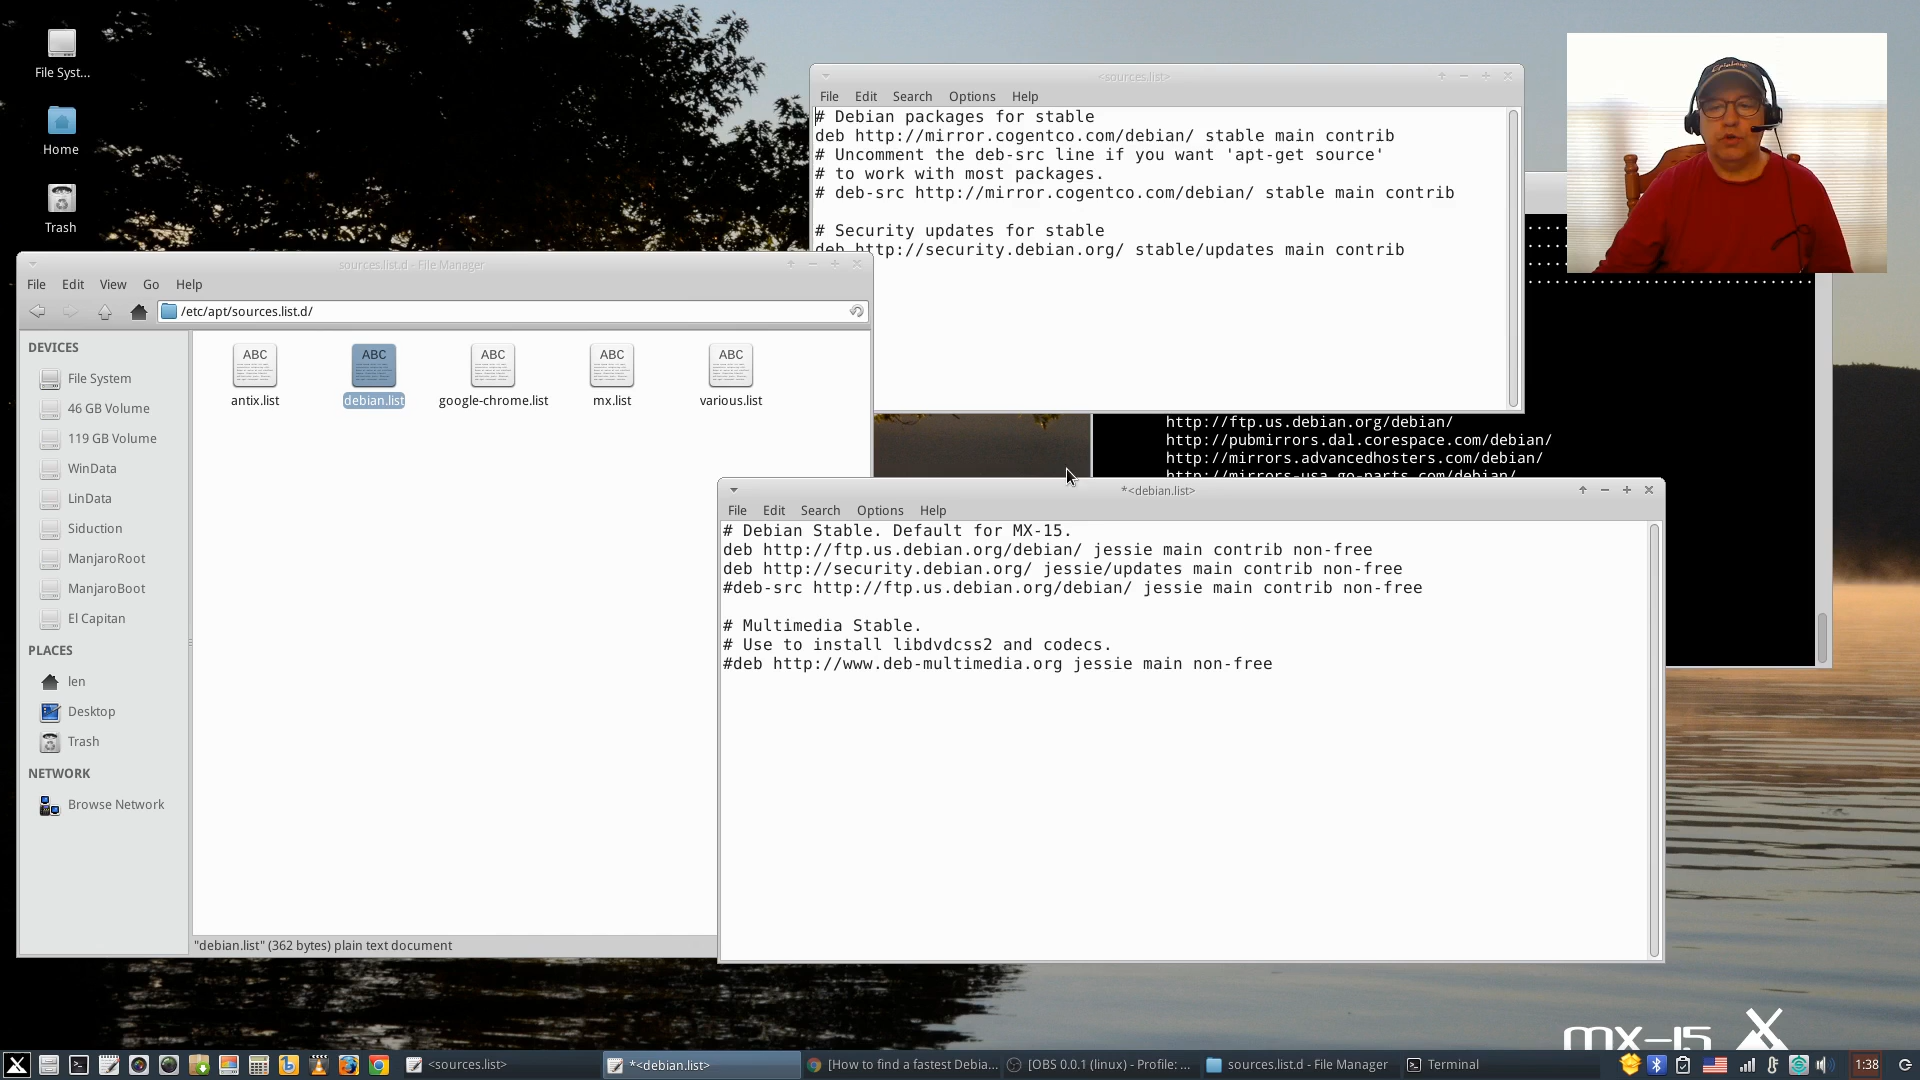 File Syst...
Home
Trash
<sources.list>
File Edit Search Options Help
# Debian packages for stable
deb http://mirror.cogentco.com/debian/ stable main contrib
# Uncomment the deb-src line if you want 'apt-get source'
# to work with most packages.
# deb-src http://mirror.cogentco.com/debian/ stable main contrib
# Security updates for stable
deb http://security.debian.org/ stable/updates main contrib
sources.list.d - File Manager
File Edit View Go Help
/etc/apt/sources.list.d/
DEVICES
File System
46 GB Volume
119 GB Volume
WinData
LinData
Siduction
ManjaroRoot
ManjaroBoot
El Capitan
PLACES
len
Desktop
Trash
NETWORK
Browse Network
ABC ABC ABC ABC ABC
antix.list debian.list google-chrome.list mx.list various.list
"debian.list" (362 bytes) plain text document
http://ftp.us.debian.org/debian/
http://pubmirrors.dal.corespace.com/debian/
http://mirrors.advancedhosters.com/debian/
http://mirrors-usa.go-parts.com/debian/
*<debian.list>
File Edit Search Options Help
# Debian Stable. Default for MX-15.
deb http://ftp.us.debian.org/debian/ jessie main contrib non-free
deb http://security.debian.org/ jessie/updates main contrib non-free
#deb-src http://ftp.us.debian.org/debian/ jessie main contrib non-free
# Multimedia Stable.
# Use to install libdvdcss2 and codecs.
#deb http://www.deb-multimedia.org jessie main non-free
mx-15
<sources.list> *<debian.list> [How to find a fastest Debia... [OBS 0.0.1 (linux) - Profile: ... sources.list.d - File Manager Terminal 1:38